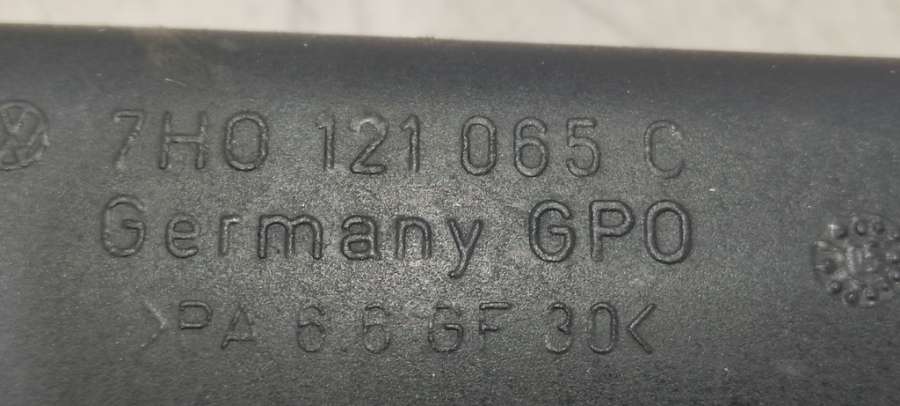 7H0 121 065 C
Germany GPO
>PA 6.6 GF 30<